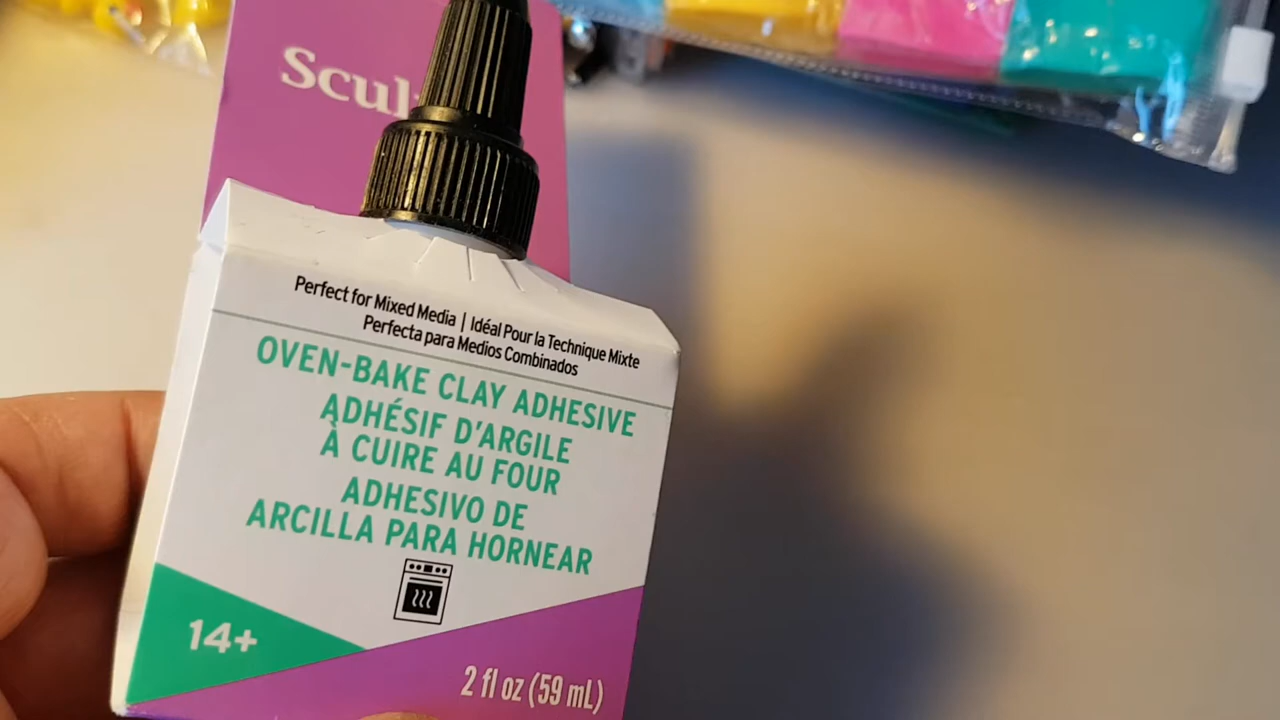 Perfect for Mixed Media | Idéal Pour la Technique Mixte
Perfecta para Medios Combinados
OVEN-BAKE CLAY ADHESIVE
ADHÉSIF D'ARGILE
À CUIRE AU FOUR
ADHESIVO DE
ARCILLA PARA HORNEAR
14+
2 fl oz (59 mL)